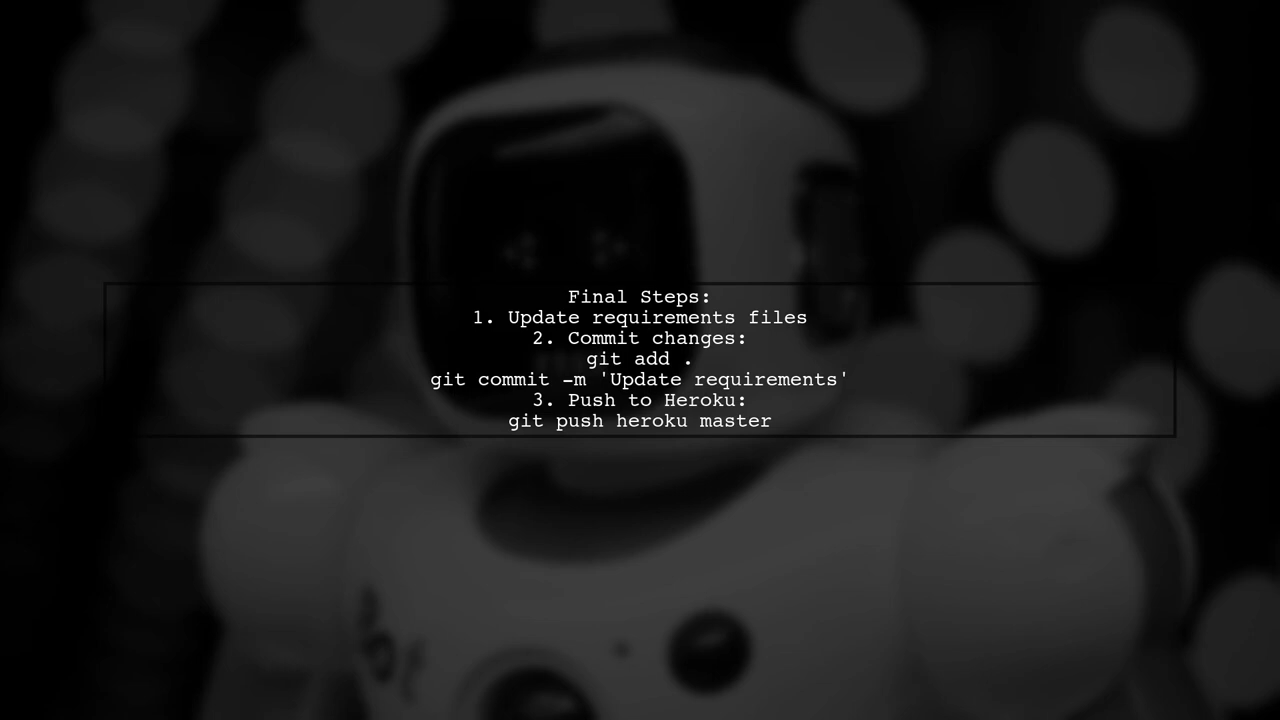 Final Steps:
1. Update requirements files
2. Commit changes:
git add .
git commit -m 'Update requirements'
3. Push to Heroku:
git push heroku master